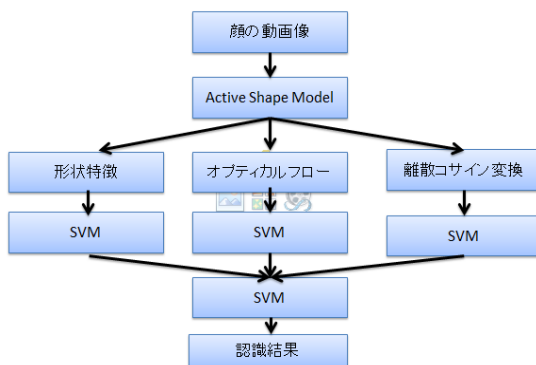 顔の動画像
Active Shape Model
形状特徴
オプティカルフロー
離散コサイン変換
SVM
SVM
SVM
SVM
認識結果